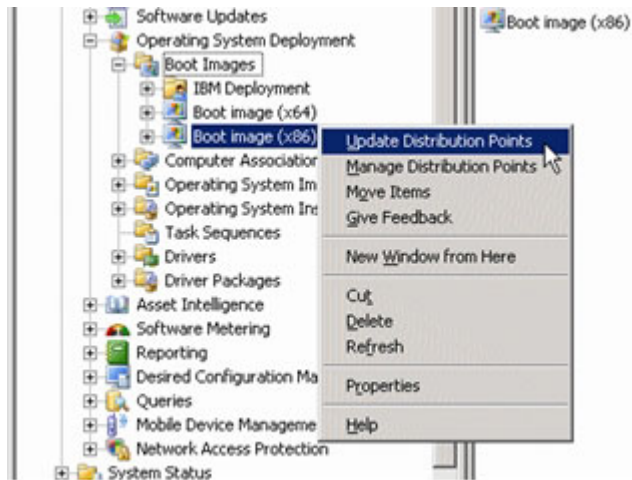 Software Updates
Operating System Deployment
Boot Images
IBM Deployment
Boot image (x64)
Boot image (x86)
Computer Association
Operating System Im
Operating System Ins
Task Sequences
Drivers
Driver Packages
Asset Intelligence
Software Metering
Reporting
Desired Configuration Ma
Queries
Mobile Device Manageme
Network Access Protection
System Status
Update Distribution Points
Manage Distribution Points
Move Items
Give Feedback
New Window from Here
Cut
Delete
Refresh
Properties
Help
Boot image (x86)